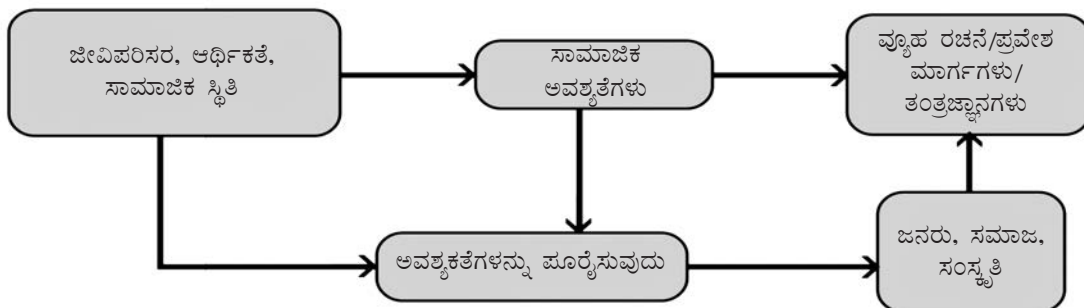 ಜೀವಿಪರಿಸರ, ಆರ್ಥಿಕತೆ,
ಸಾಮಾಜಿಕ ಸ್ಥಿತಿ
ಸಾಮಾಜಿಕ
ಅವಶ್ಯತೆಗಳು
ವ್ಯೂಹ ರಚನೆ/ಪ್ರವೇಶ
ಮಾರ್ಗಗಳು/
ತಂತ್ರಜ್ಞಾನಗಳು
ಅವಶ್ಯಕತೆಗಳನ್ನು ಪೂರೈಸುವುದು
ಜನರು, ಸಮಾಜ,
ಸಂಸ್ಕೃತಿ